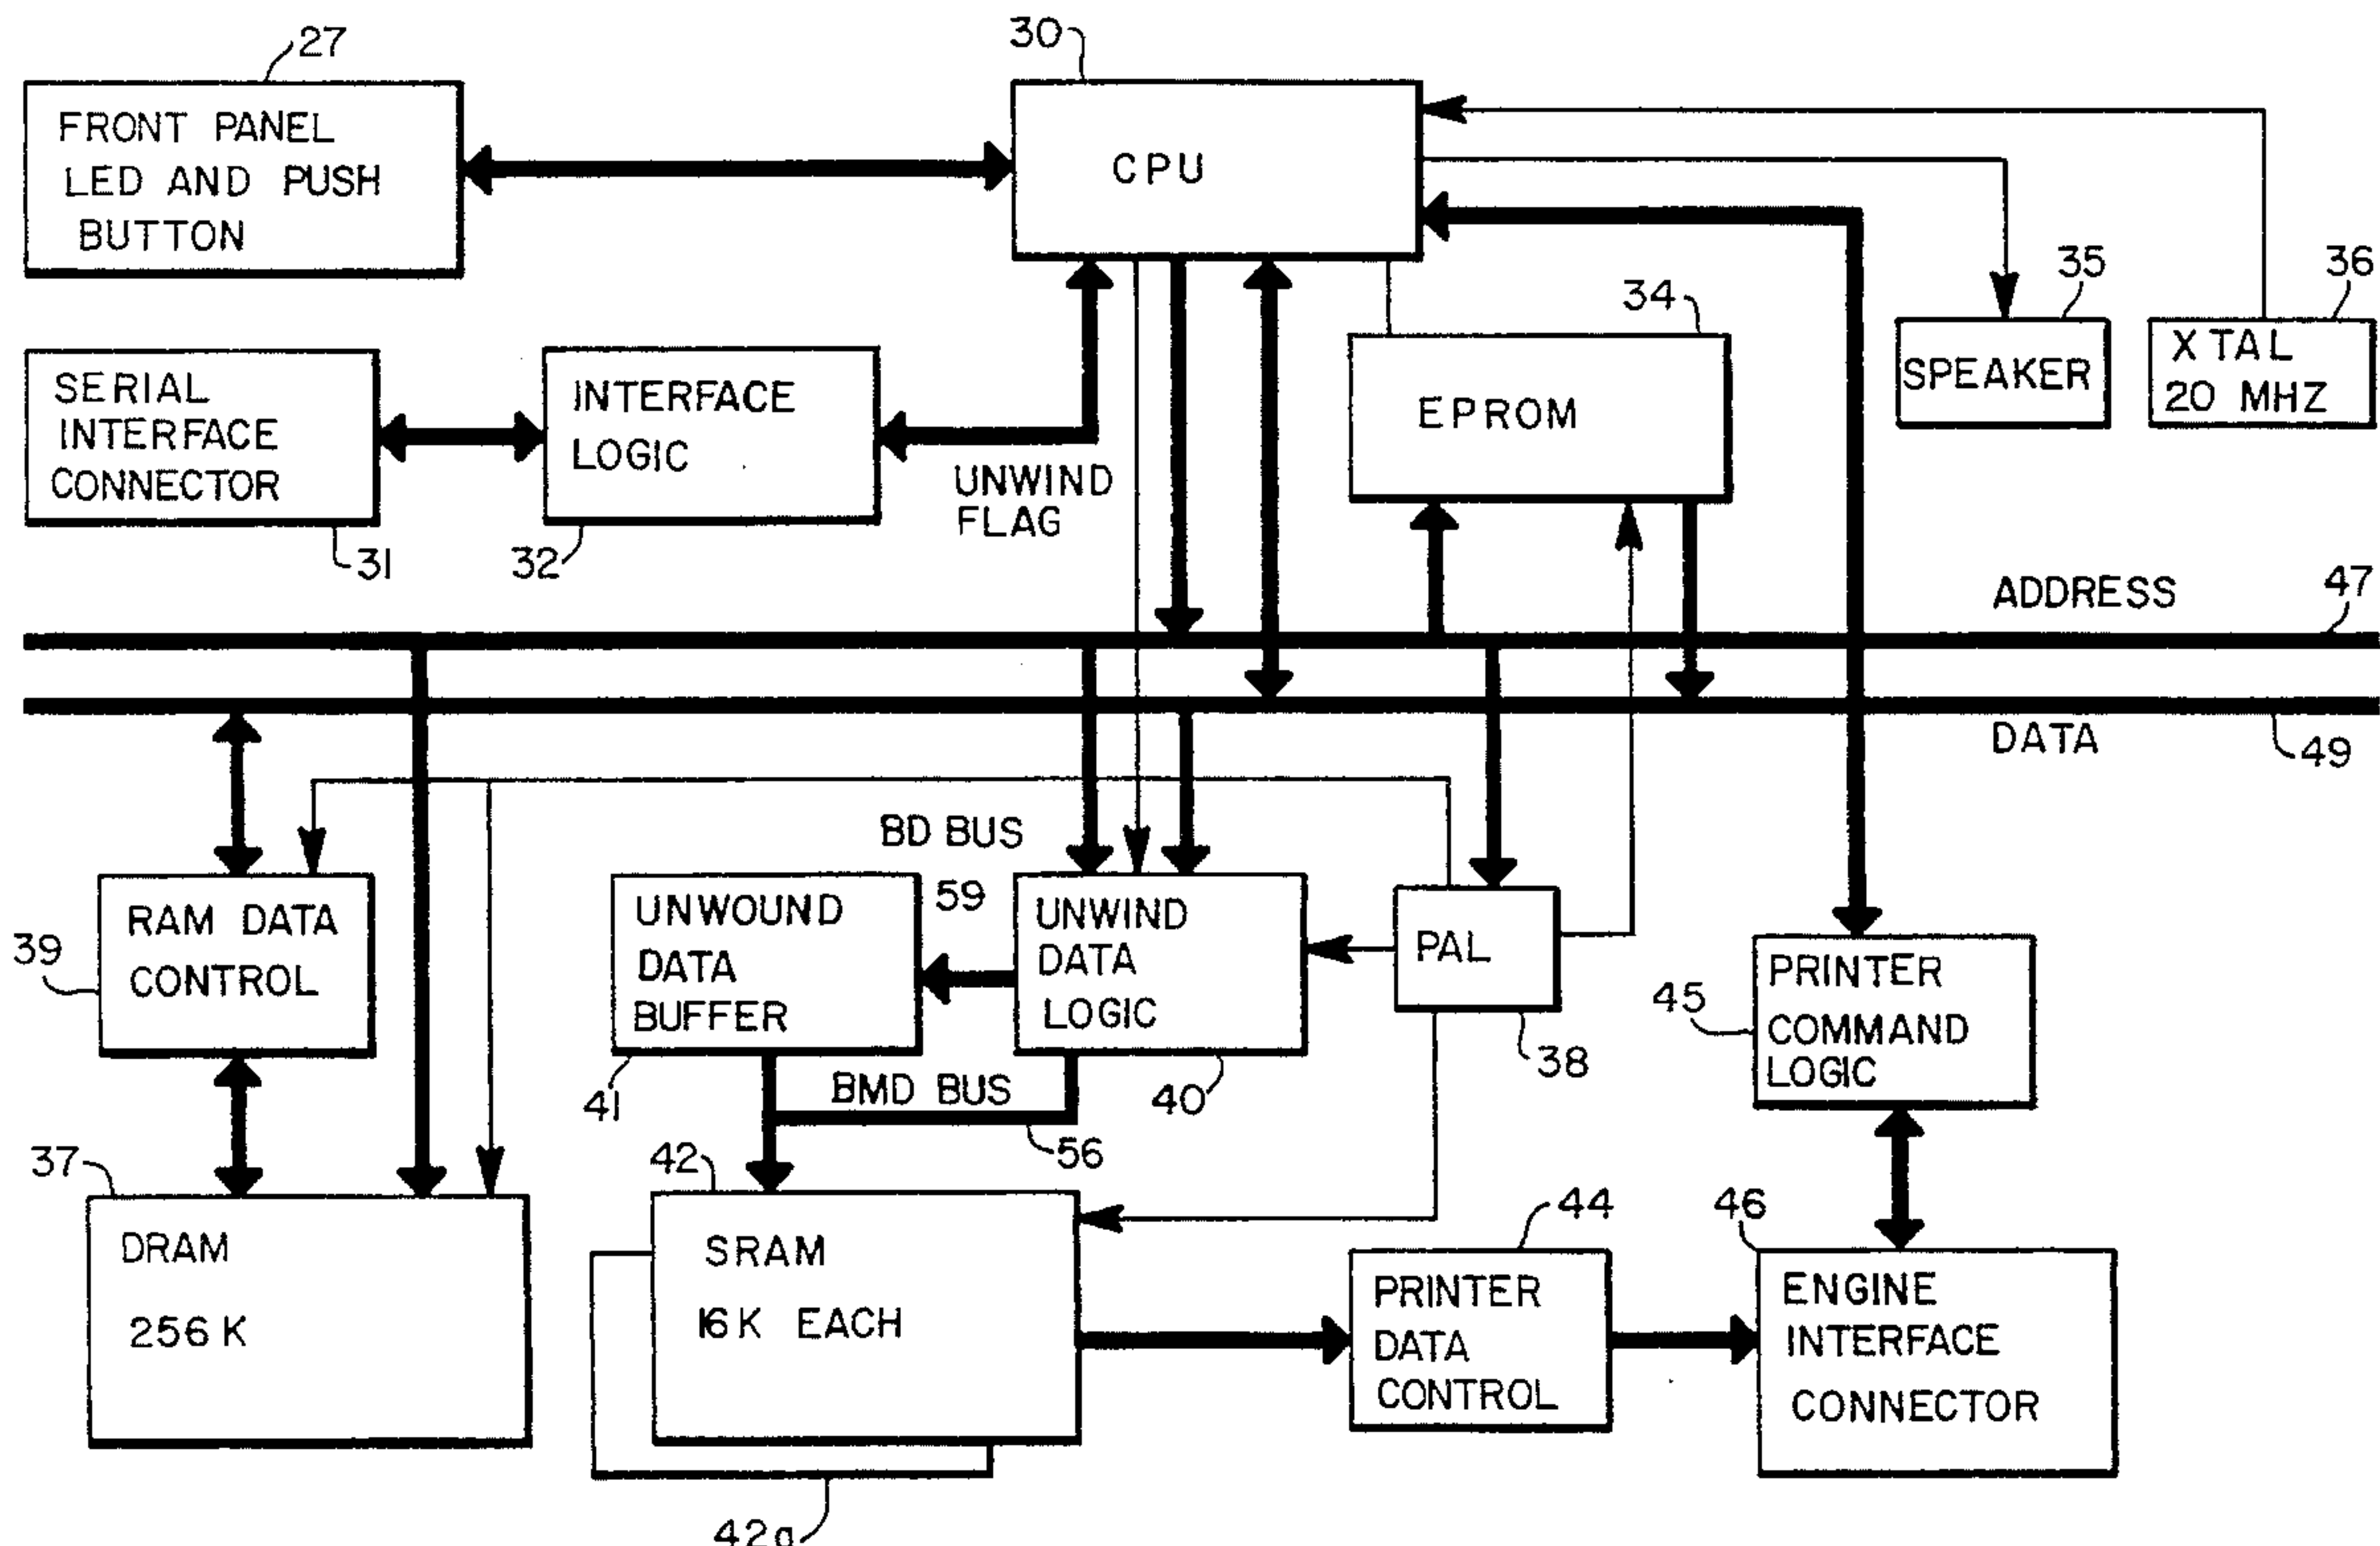 27
30
FRONT PANEL
LED AND PUSH
BUTTON
CPU
34
35
36
SPEAKER
X TAL
20 MHZ
SERIAL
INTERFACE
CONNECTOR
INTERFACE
LOGIC
EPROM
UNWIND
FLAG
31
32
ADDRESS
47
DATA
49
BD BUS
39
RAM DATA
CONTROL
UNWOUND
DATA
BUFFER
59
UNWIND
DATA
LOGIC
PAL
45
PRINTER
COMMAND
LOGIC
41
BMD BUS
40
38
56
37
42
44
46
DRAM
256 K
SRAM
16K EACH
PRINTER
DATA
CONTROL
ENGINE
INTERFACE
CONNECTOR
42a